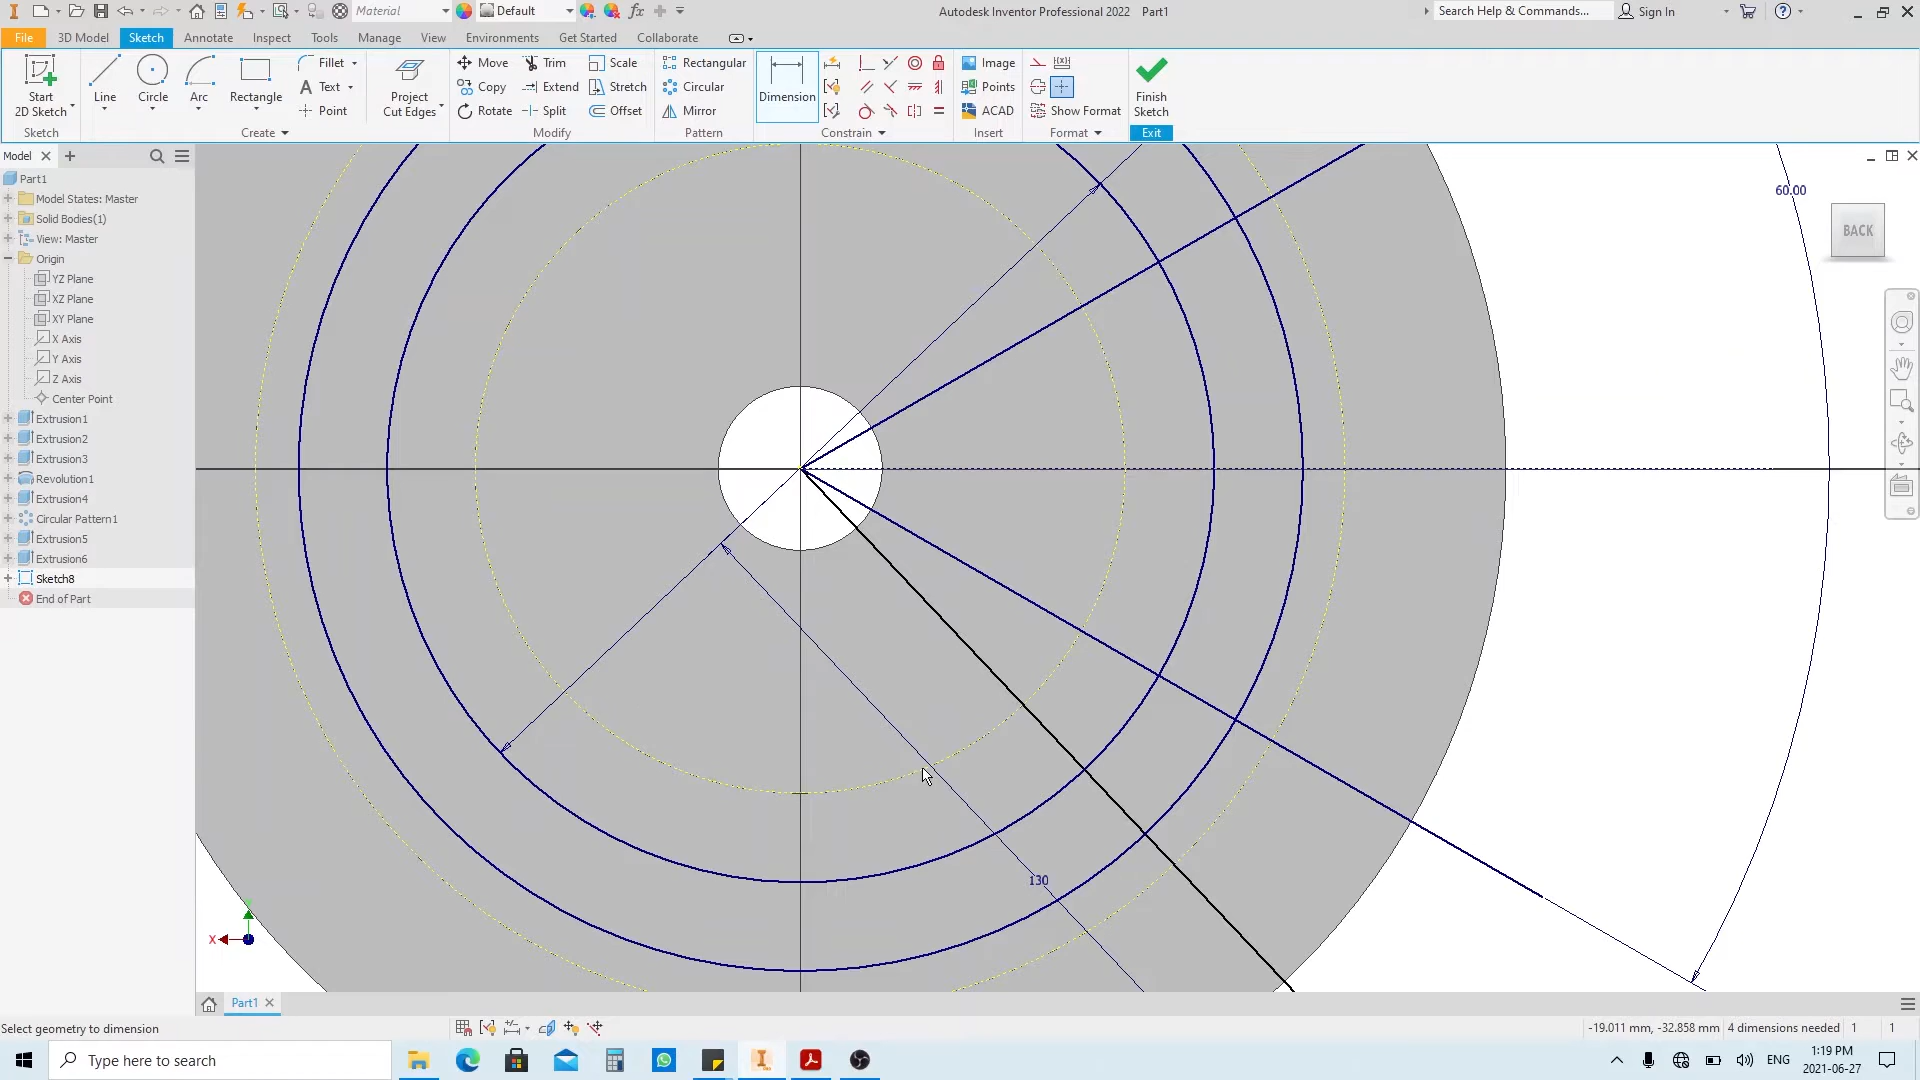 Material
Default
Autodesk Inventor Professional 2022 Part1
Search Help & Commands...
Sign In
File 3D Model Sketch Annotate Inspect Tools Manage View Environments Get Started Collaborate
Start
2D Sketch
Line
Circle
Arc
Rectangle
Fillet
Text
Point
Project
Cut Edges
Move
Copy
Rotate
Trim
Extend
Split
Scale
Stretch
Offset
Rectangular
Circular
Mirror
Dimension
Image
Points
ACAD
Show Format
Finish
Sketch
Sketch Create Modify Pattern Constrain Insert Format Exit
Model
Part1
Model States: Master
Solid Bodies(1)
View: Master
Origin
YZ Plane
XZ Plane
XY Plane
X Axis
Y Axis
Z Axis
Center Point
Extrusion1
Extrusion2
Extrusion3
Revolution1
Extrusion4
Circular Pattern1
Extrusion5
Extrusion6
Sketch8
End of Part
60.00
BACK
130
X
Part1
Select geometry to dimension
-19.011 mm, -32.858 mm 4 dimensions needed 1 1
Type here to search
ENG
1:19 PM
2021-06-27